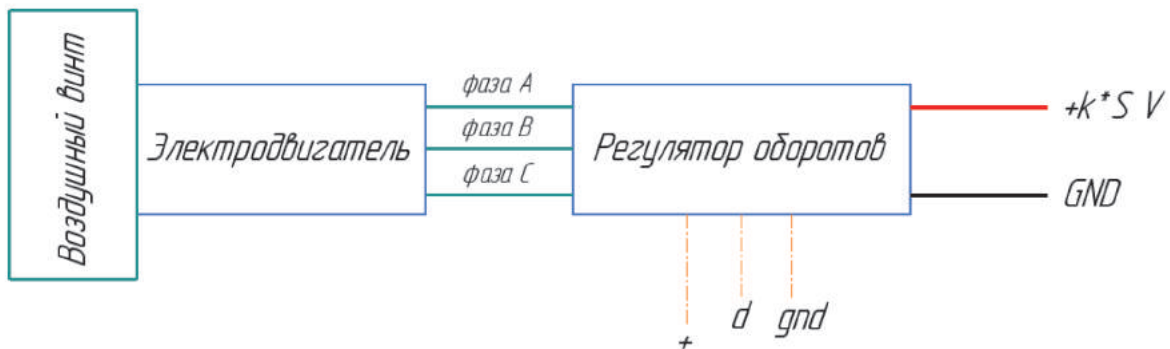 Воздушный винт
Электродвигатель
фаза А
фаза В
фаза С
Регулятор оборотов
+k*S V
GND
+
d
gnd